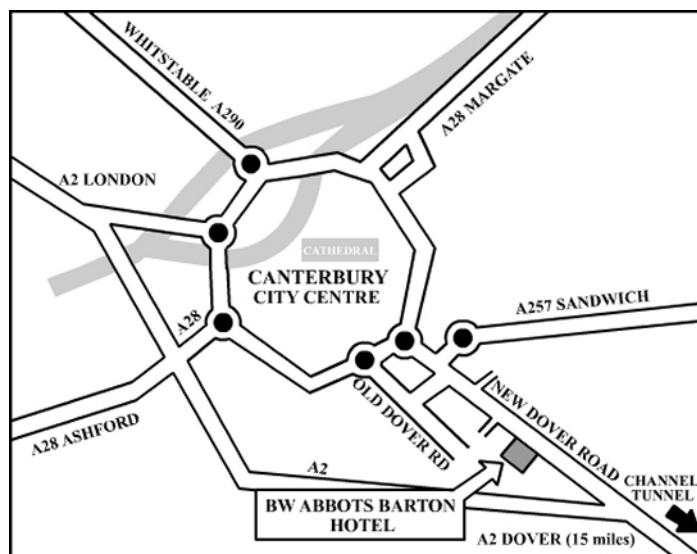 WHITSTABLE A290
A28 MARGATE
A2 LONDON
CATHEDRAL
CANTERBURY
CITY CENTRE
A28
A257 SANDWICH
A28 ASHFORD
OLD DOVER RD
NEW DOVER ROAD
A2
CHANNEL
TUNNEL
BW ABBOTS BARTON
HOTEL
A2 DOVER (15 miles)